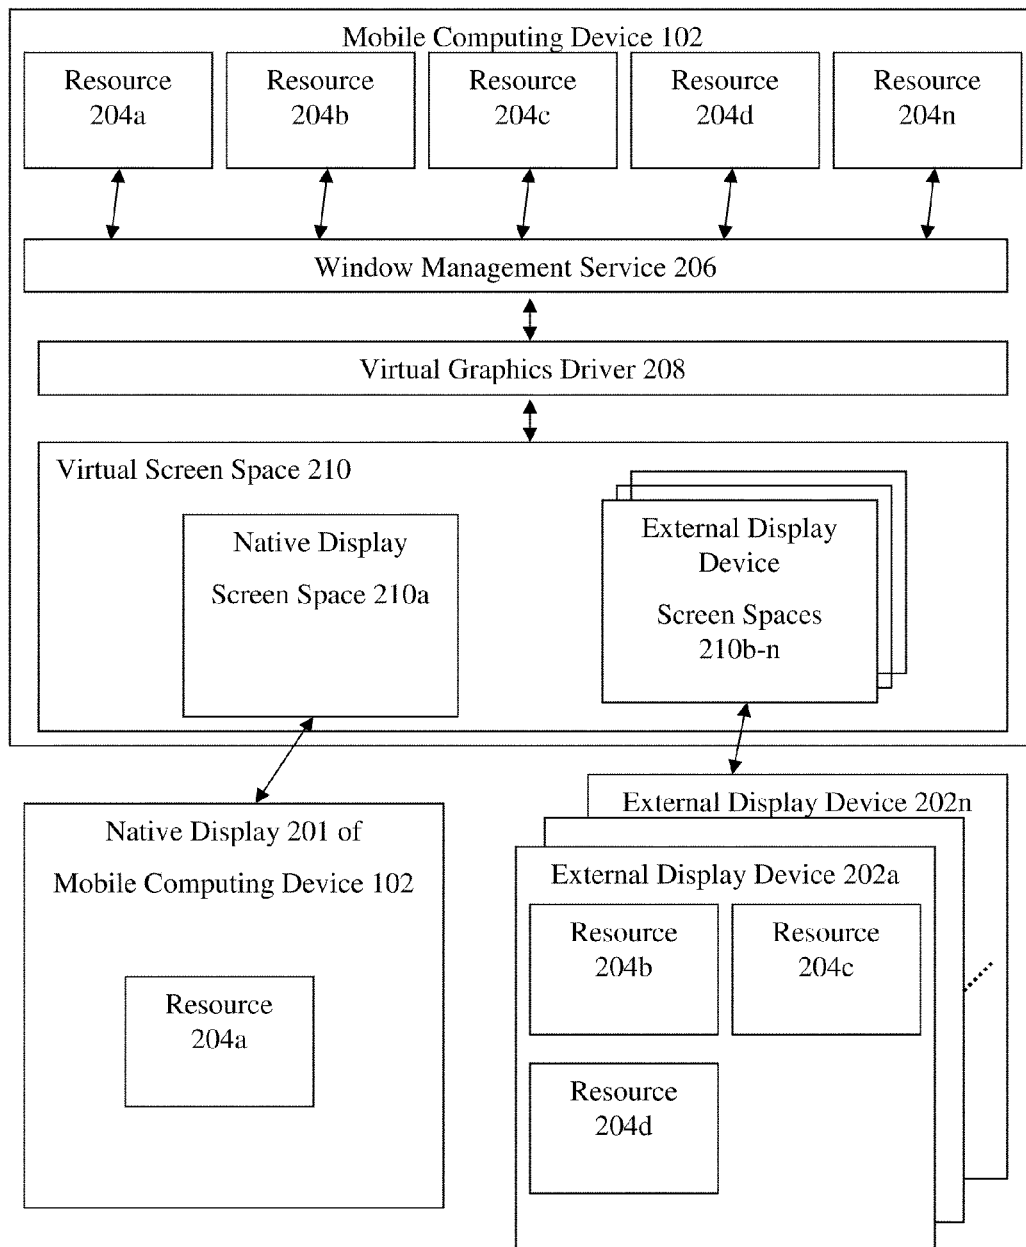 Mobile Computing Device 102
Resource
204a
Resource
204b
Resource
204c
Resource
204d
Resource
204n
Window Management Service 206
Virtual Graphics Driver 208
Virtual Screen Space 210
Native Display
Screen Space 210a
External Display
Device
Screen Spaces
210b-n
Native Display 201 of
Mobile Computing Device 102
Resource
204a
External Display Device 202n
External Display Device 202a
Resource
204b
Resource
204c
Resource
204d